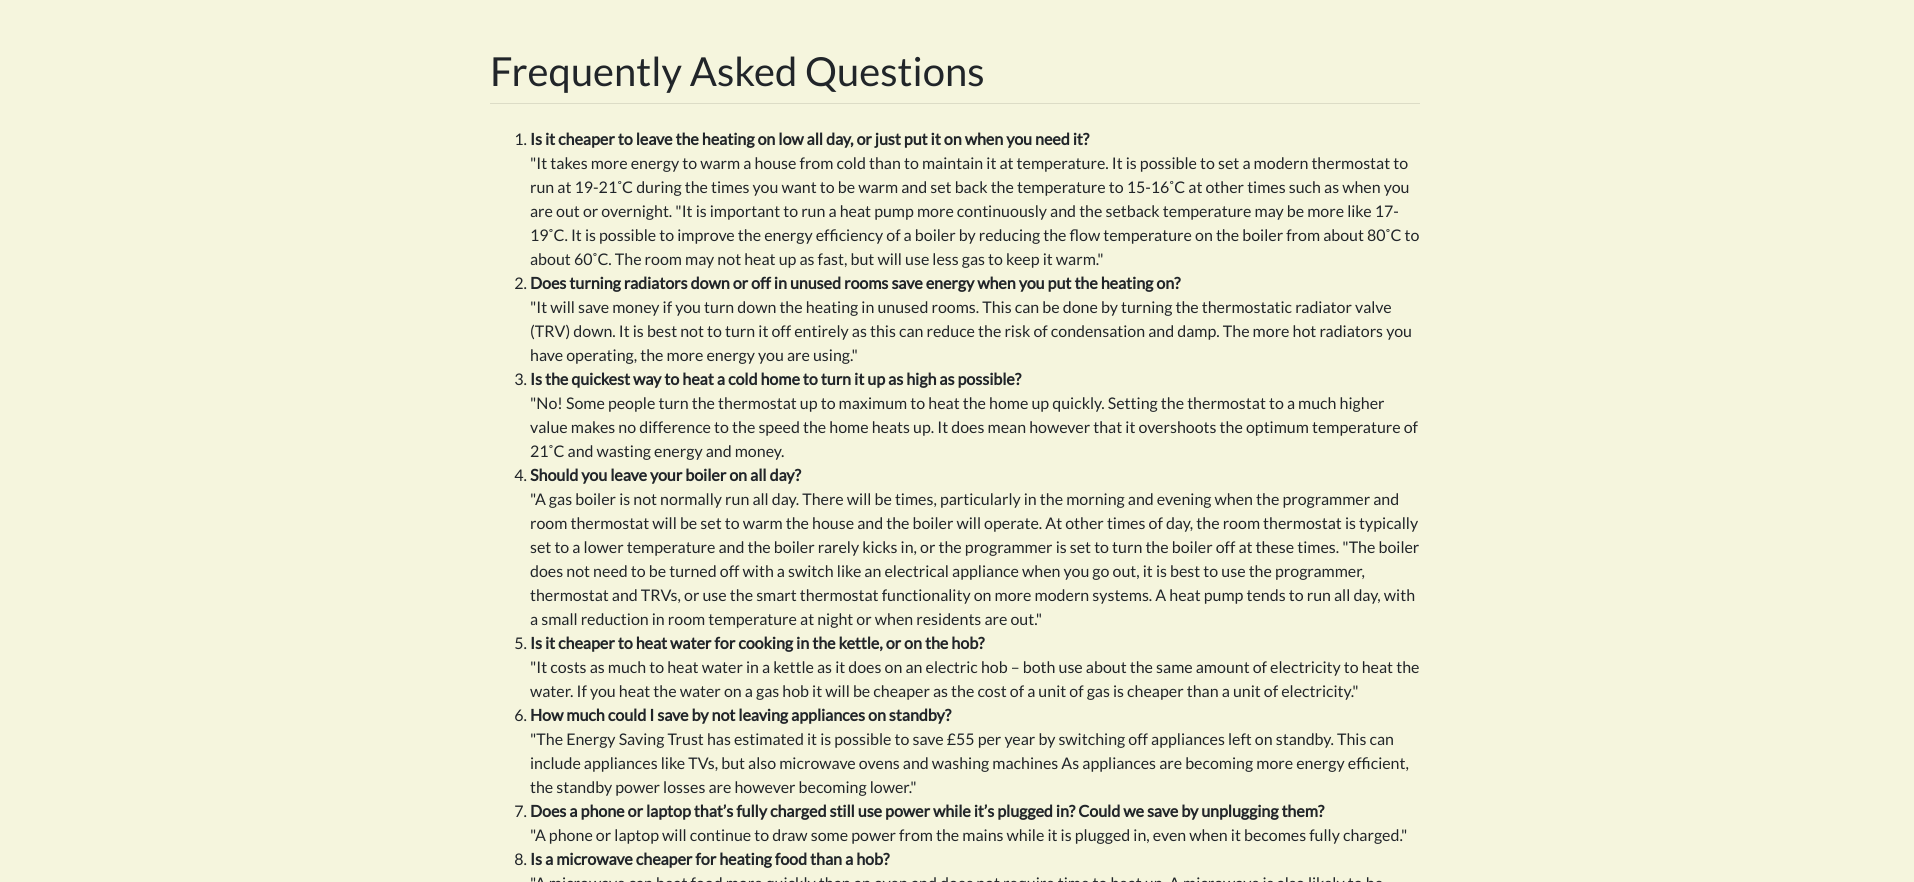 Frequently Asked Questions
1. Is it cheaper to leave the heating on low all day, or just put it on when you need it?
"It takes more energy to warm a house from cold than to maintain it at temperature. It is possible to set a modern thermostat to
run at 19-21˚C during the times you want to be warm and set back the temperature to 15-16˚C at other times such as when you
are out or overnight. "It is important to run a heat pump more continuously and the setback temperature may be more like 17-
19˚C. It is possible to improve the energy efficiency of a boiler by reducing the flow temperature on the boiler from about 80˚C to
about 60˚C. The room may not heat up as fast, but will use less gas to keep it warm."
2. Does turning radiators down or off in unused rooms save energy when you put the heating on?
"It will save money if you turn down the heating in unused rooms. This can be done by turning the thermostatic radiator valve
(TRV) down. It is best not to turn it off entirely as this can reduce the risk of condensation and damp. The more hot radiators you
have operating, the more energy you are using."
3. Is the quickest way to heat a cold home to turn it up as high as possible?
"No! Some people turn the thermostat up to maximum to heat the home up quickly. Setting the thermostat to a much higher
value makes no difference to the speed the home heats up. It does mean however that it overshoots the optimum temperature of
21˚C and wasting energy and money.
4. Should you leave your boiler on all day?
"A gas boiler is not normally run all day. There will be times, particularly in the morning and evening when the programmer and
room thermostat will be set to warm the house and the boiler will operate. At other times of day, the room thermostat is typically
set to a lower temperature and the boiler rarely kicks in, or the programmer is set to turn the boiler off at these times. "The boiler
does not need to be turned off with a switch like an electrical appliance when you go out, it is best to use the programmer,
thermostat and TRVs, or use the smart thermostat functionality on more modern systems. A heat pump tends to run all day, with
a small reduction in room temperature at night or when residents are out."
5. Is it cheaper to heat water for cooking in the kettle, or on the hob?
"It costs as much to heat water in a kettle as it does on an electric hob – both use about the same amount of electricity to heat the
water. If you heat the water on a gas hob it will be cheaper as the cost of a unit of gas is cheaper than a unit of electricity."
6. How much could I save by not leaving appliances on standby?
"The Energy Saving Trust has estimated it is possible to save £55 per year by switching off appliances left on standby. This can
include appliances like TVs, but also microwave ovens and washing machines As appliances are becoming more energy efficient,
the standby power losses are however becoming lower."
7. Does a phone or laptop that’s fully charged still use power while it’s plugged in? Could we save by unplugging them?
"A phone or laptop will continue to draw some power from the mains while it is plugged in, even when it becomes fully charged."
8. Is a microwave cheaper for heating food than a hob?